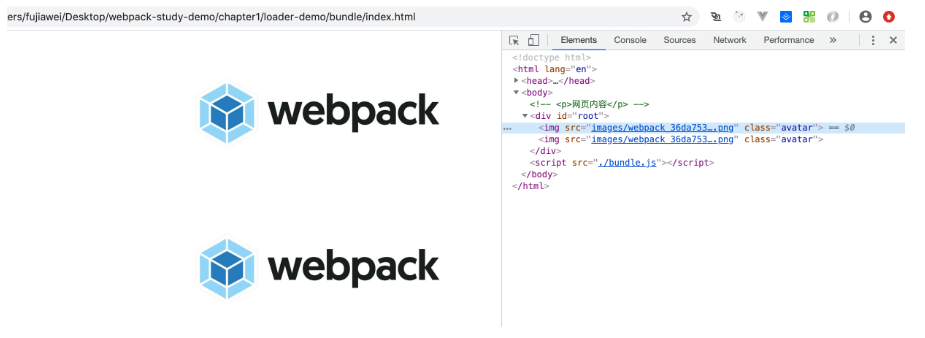 ers/fujiawei/Desktop/webpack-study-demo/chapter1/loader-demo/bundle/index.html
Elements Console Sources Network Performance »
webpack
webpack
<!doctype html>
<html lang="en">
<head>…</head>
<body>
<!-- <p>网页内容</p> -->
<div id="root">
<img src="images/webpack_36da753….png" class="avatar"> == $0
<img src="images/webpack_36da753….png" class="avatar">
</div>
<script src="./bundle.js"></script>
</body>
</html>